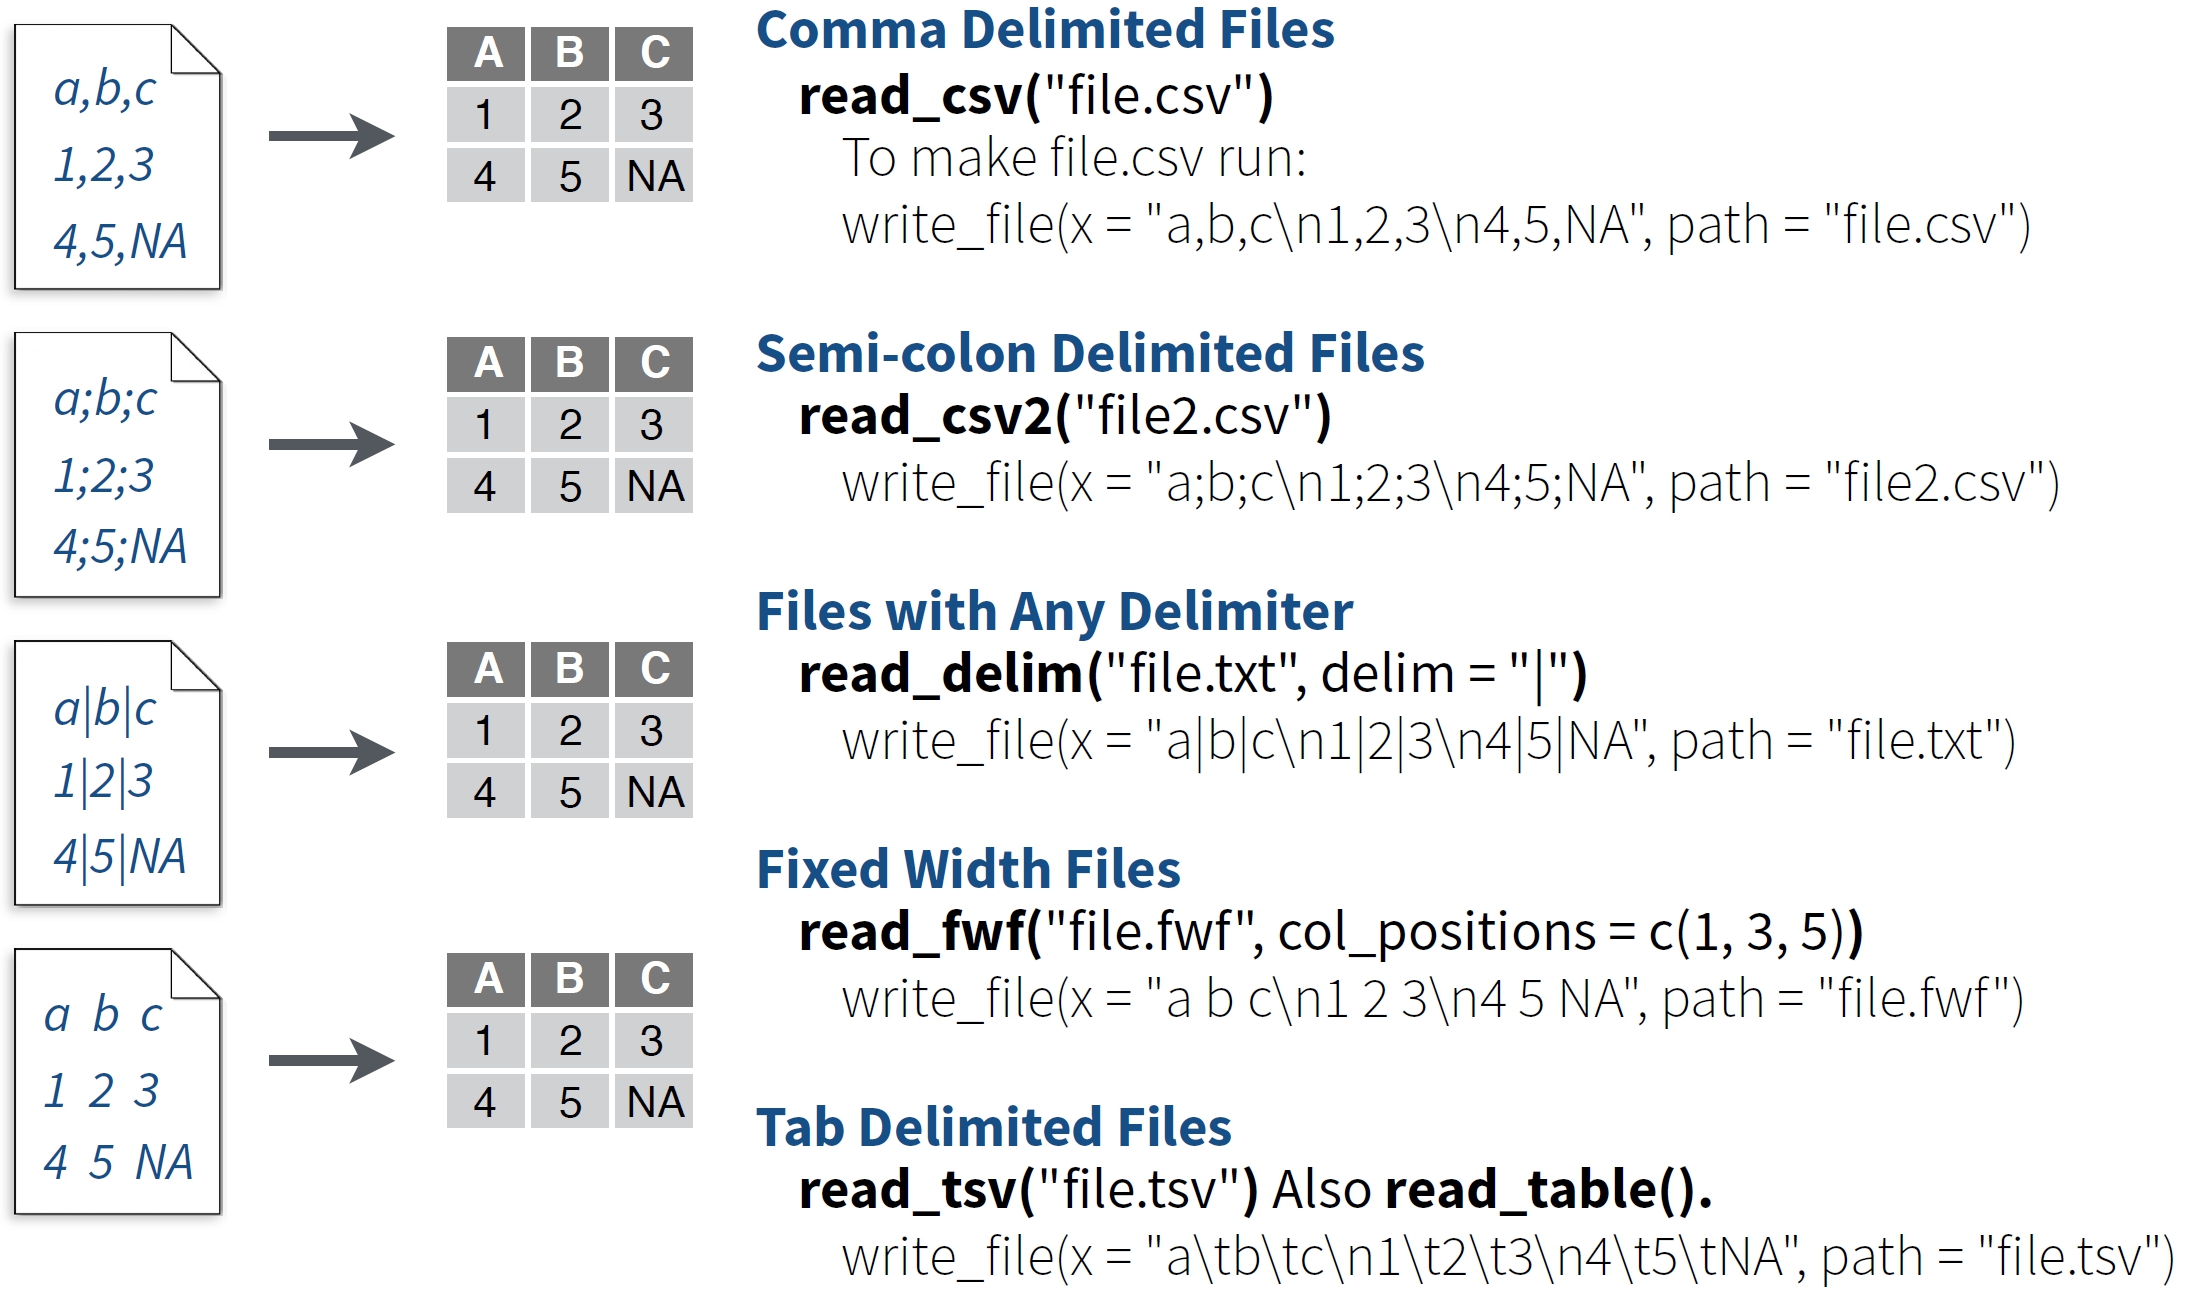 a,b,c
1,2,3
4,5,NA
A B C
1 2 3
4 5 NA
Comma Delimited Files
read_csv("file.csv")
To make file.csv run:
write_file(x = "a,b,c\n1,2,3\n4,5,NA", path = "file.csv")
a;b;c
1;2;3
4;5;NA
A B C
1 2 3
4 5 NA
Semi-colon Delimited Files
read_csv2("file2.csv")
write_file(x = "a;b;c\n1;2;3\n4;5;NA", path = "file2.csv")
a|b|c
1|2|3
4|5|NA
A B C
1 2 3
4 5 NA
Files with Any Delimiter
read_delim("file.txt", delim = "|")
write_file(x = "a|b|c\n1|2|3\n4|5|NA", path = "file.txt")
a b c
1 2 3
4 5 NA
A B C
1 2 3
4 5 NA
Fixed Width Files
read_fwf("file.fwf", col_positions = c(1, 3, 5))
write_file(x = "a b c\n1 2 3\n4 5 NA", path = "file.fwf")
Tab Delimited Files
read_tsv("file.tsv") Also read_table().
write_file(x = "a\tb\tc\n1\t2\t3\n4\t5\tNA", path = "file.tsv")